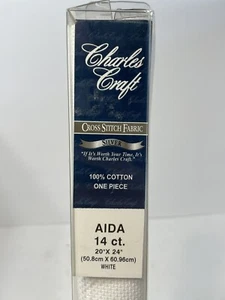 Charles
Craft
CROSS STITCH FABRIC
SILVER
"If It's Worth Your Time, It's
Worth Charles Craft."
100% COTTON
ONE PIECE
AIDA
14 ct.
20" X 24"
(50.8cm X 60.96cm)
WHITE